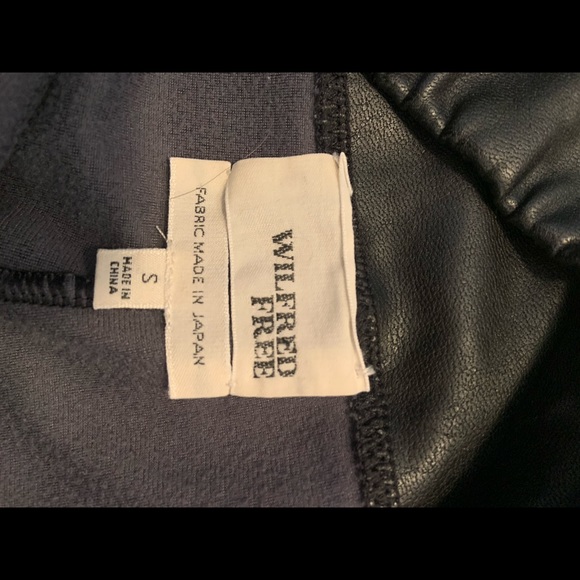 WILFRED
FREE
FABRIC MADE IN JAPAN
S
MADE IN
CHINA